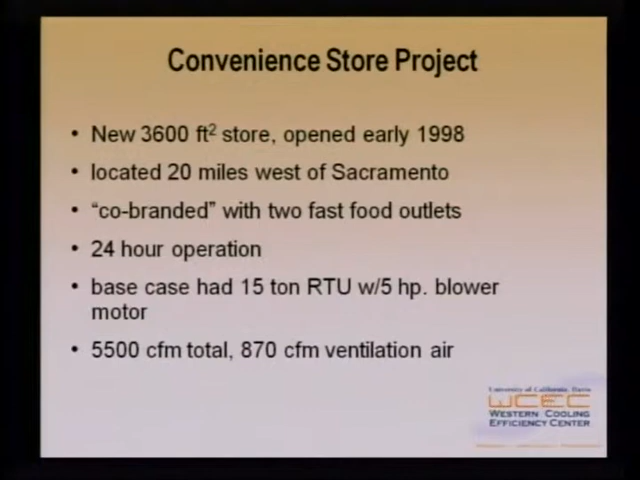 Convenience Store Project
• New 3600 ft² store, opened early 1998
• located 20 miles west of Sacramento
• “co-branded” with two fast food outlets
• 24 hour operation
• base case had 15 ton RTU w/5 hp. blower
motor
• 5500 cfm total, 870 cfm ventilation air
University of California, Davis
WCEC
WESTERN COOLING
EFFICIENCY CENTER